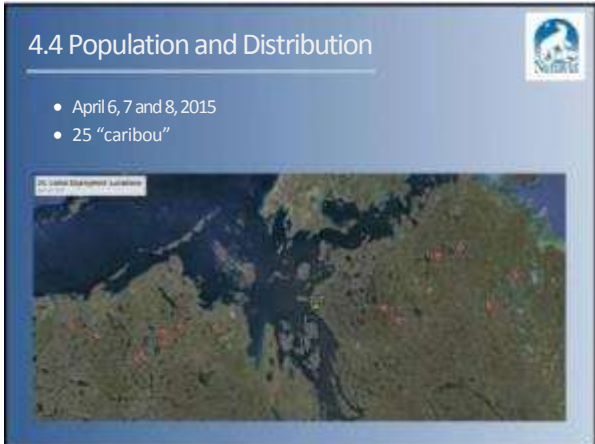 4.4 Population and Distribution
• April 6, 7 and 8, 2015
• 25 “caribou”
Nunavut